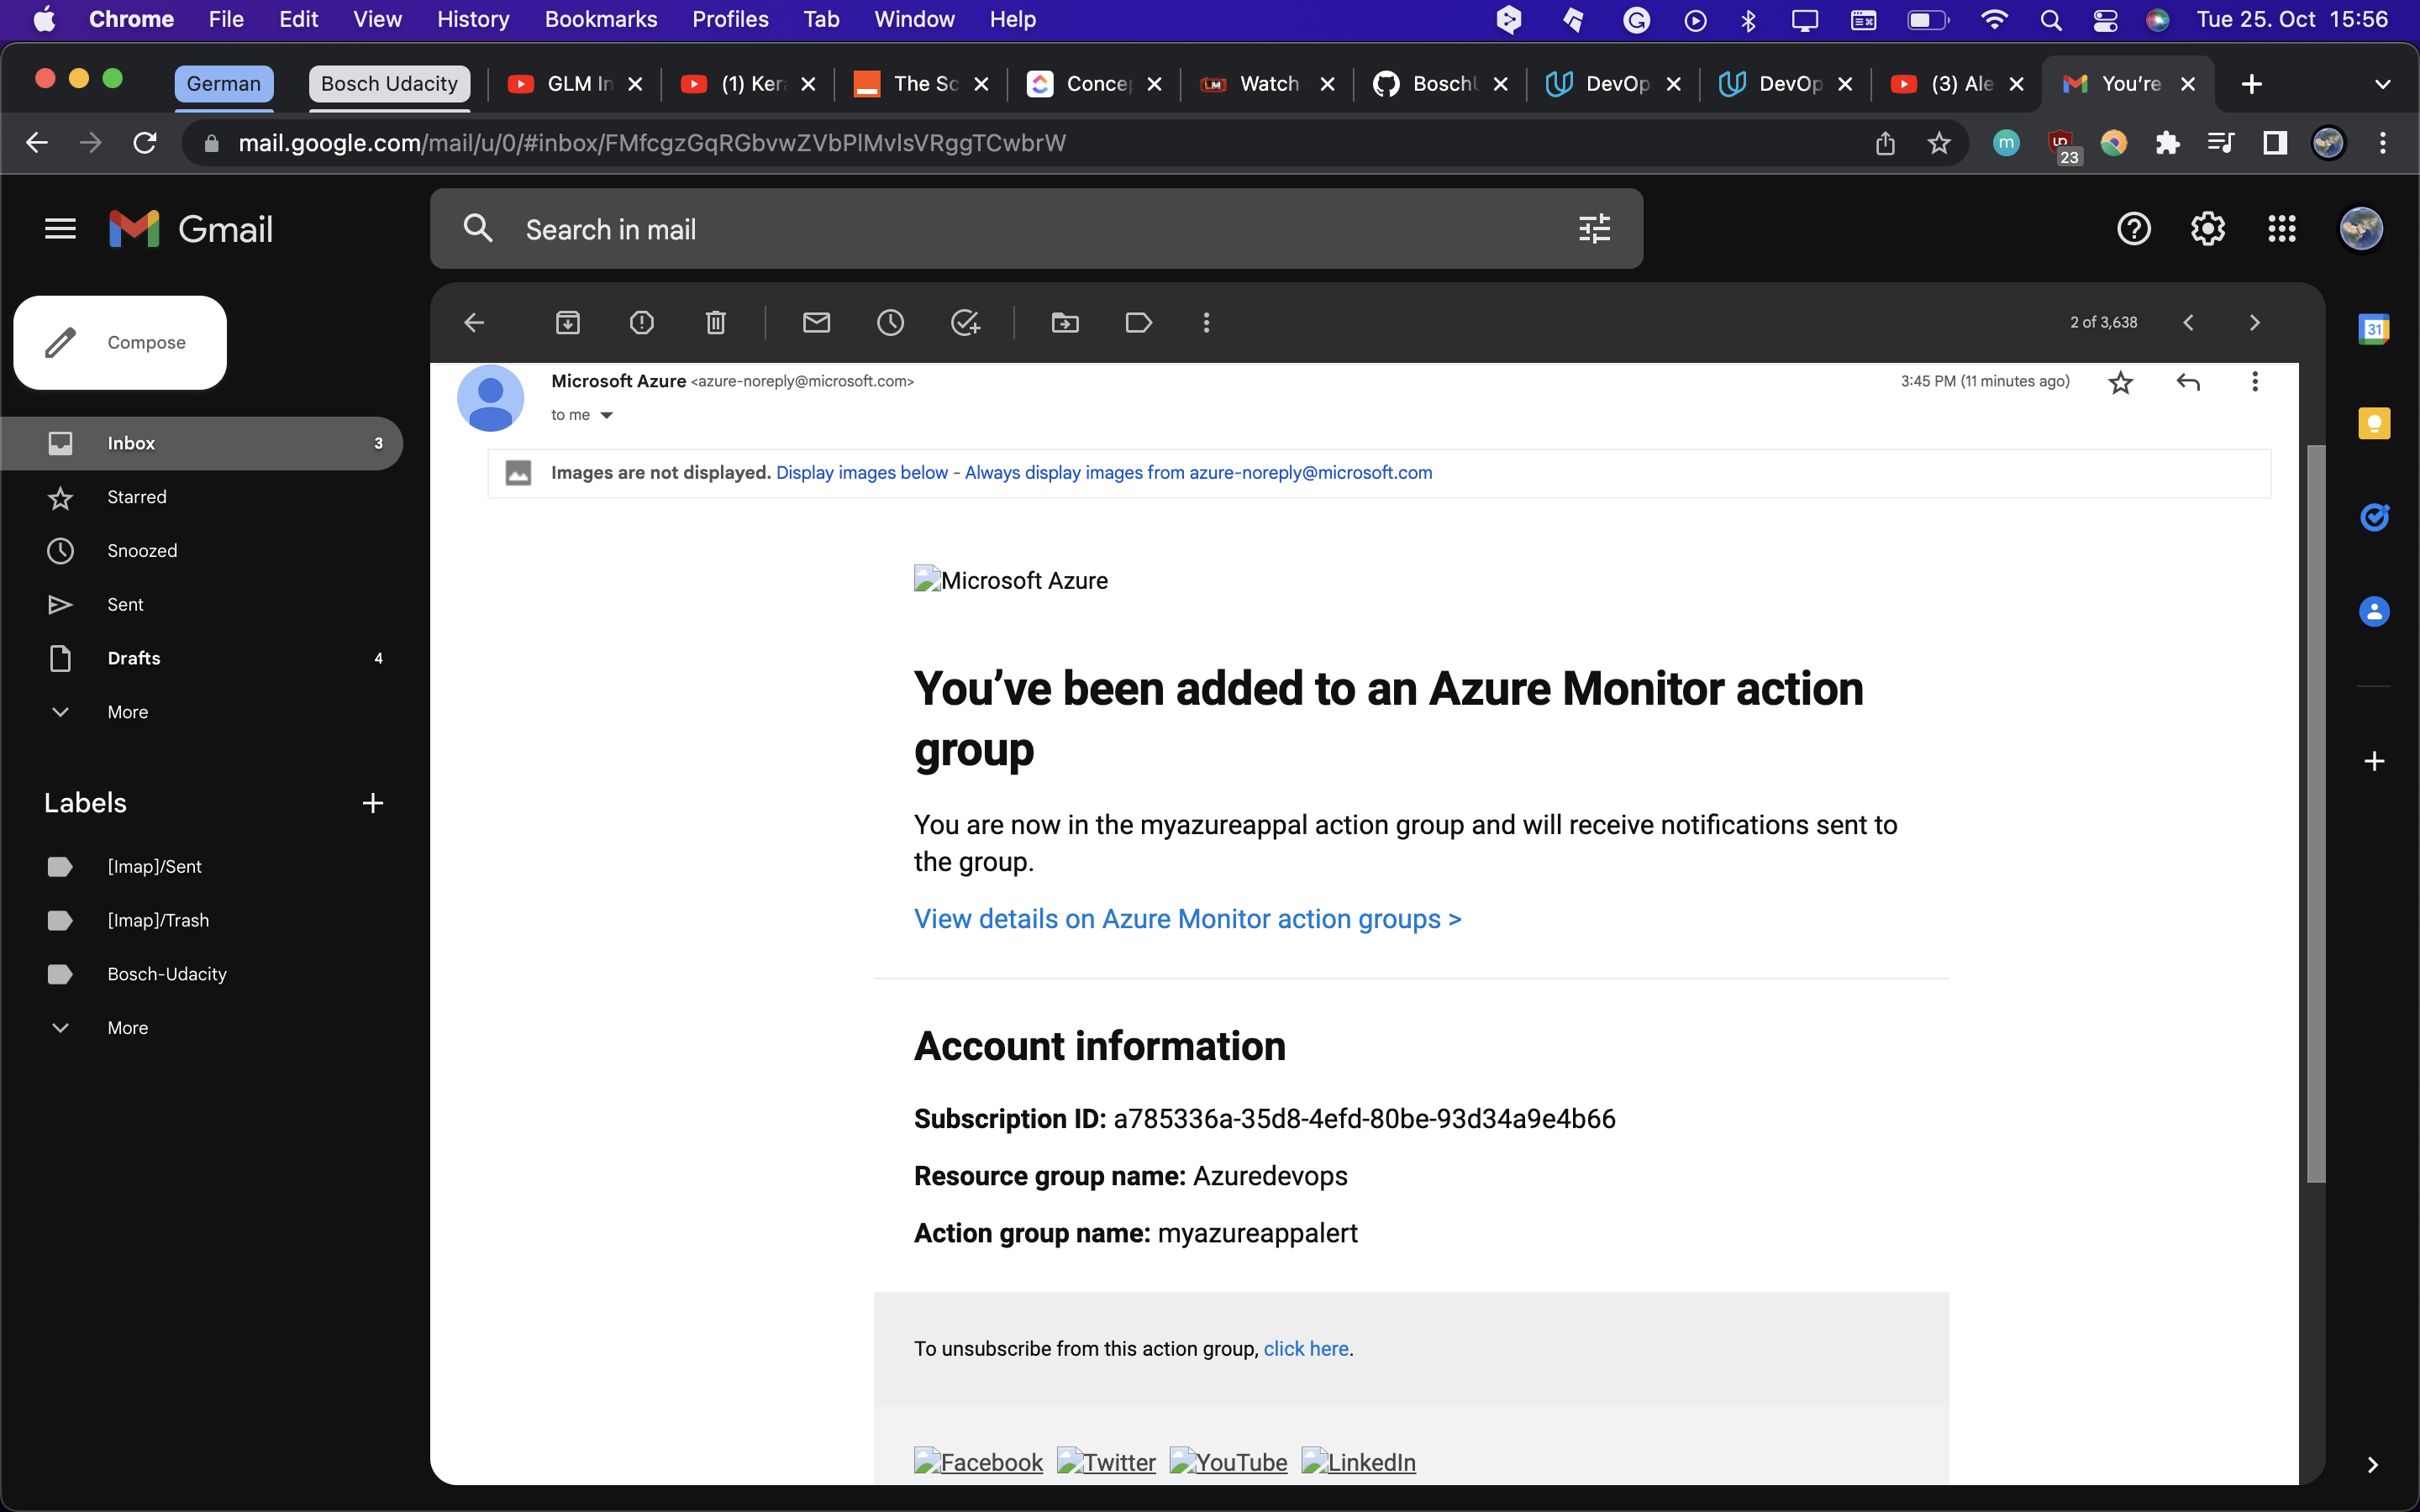 Chrome File Edit View History Bookmarks Profiles Tab Window Help Tue 25. Oct 15:56
German Bosch Udacity GLM In (1) Ker The Sc Concep Watch Bosch DevOp DevOp (3) Ale You're
mail.google.com/mail/u/0/#inbox/FMfcgzGqRGbvwZVbPlMvlsVRggTCwbrW
m
23
Gmail
Search in mail
Compose
2 of 3,638
31
Microsoft Azure <azure-noreply@microsoft.com>
3:45 PM (11 minutes ago)
to me
Inbox 3
Images are not displayed. Display images below - Always display images from azure-noreply@microsoft.com
Starred
Snoozed
Sent
Drafts 4
More
Microsoft Azure
You've been added to an Azure Monitor action
group
You are now in the myazureappal action group and will receive notifications sent to
the group.
View details on Azure Monitor action groups >
Labels
[Imap]/Sent
[Imap]/Trash
Bosch-Udacity
More
Account information
Subscription ID: a785336a-35d8-4efd-80be-93d34a9e4b66
Resource group name: Azuredevops
Action group name: myazureappalert
To unsubscribe from this action group, click here.
Facebook Twitter YouTube LinkedIn